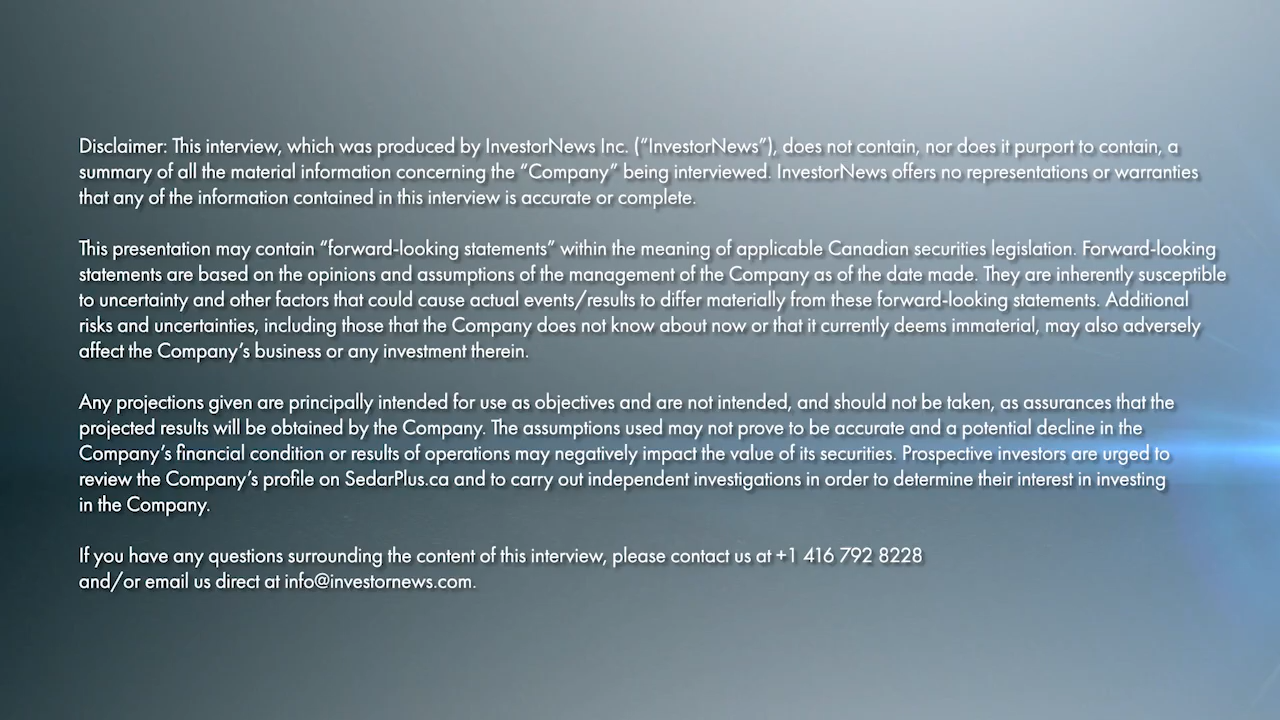 Disclaimer: This interview, which was produced by InvestorNews Inc. (“InvestorNews”), does not contain, nor does it purport to contain, a
summary of all the material information concerning the “Company” being interviewed. InvestorNews offers no representations or warranties
that any of the information contained in this interview is accurate or complete.
This presentation may contain “forward-looking statements” within the meaning of applicable Canadian securities legislation. Forward-looking
statements are based on the opinions and assumptions of the management of the Company as of the date made. They are inherently susceptible
to uncertainty and other factors that could cause actual events/results to differ materially from these forward-looking statements. Additional
risks and uncertainties, including those that the Company does not know about now or that it currently deems immaterial, may also adversely
affect the Company’s business or any investment therein.
Any projections given are principally intended for use as objectives and are not intended, and should not be taken, as assurances that the
projected results will be obtained by the Company. The assumptions used may not prove to be accurate and a potential decline in the
Company’s financial condition or results of operations may negatively impact the value of its securities. Prospective investors are urged to
review the Company’s profile on SedarPlus.ca and to carry out independent investigations in order to determine their interest in investing
in the Company.
If you have any questions surrounding the content of this interview, please contact us at +1 416 792 8228
and/or email us direct at info@investornews.com.